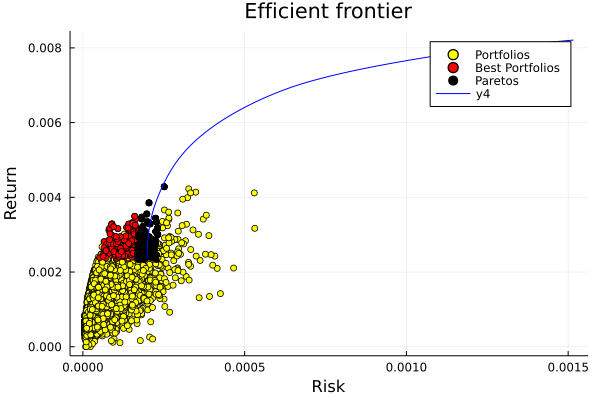 Efficient frontier
Portfolios
Best Portfolios
Paretos
y4
Return
0.008
0.006
0.004
0.002
0.000
0.0000 0.0005 0.0010 0.0015
Risk